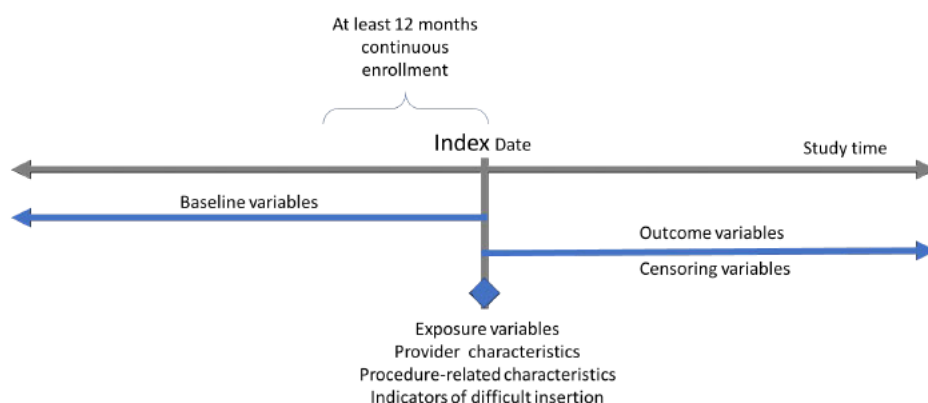 At least 12 months
continuous
enrollment
Index Date
Study time
Baseline variables
Outcome variables
Censoring variables
Exposure variables
Provider characteristics
Procedure-related characteristics
Indicators of difficult insertion